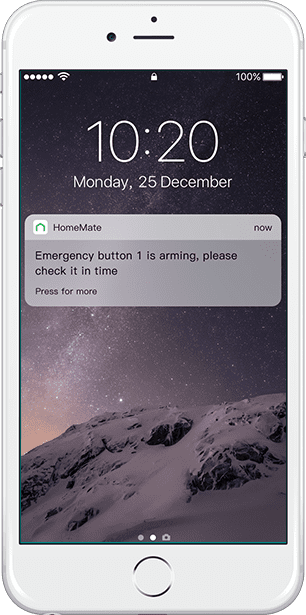 100%
10:20
Monday, 25 December
HomeMate now
Emergency button 1 is arming, please
check it in time
Press for more